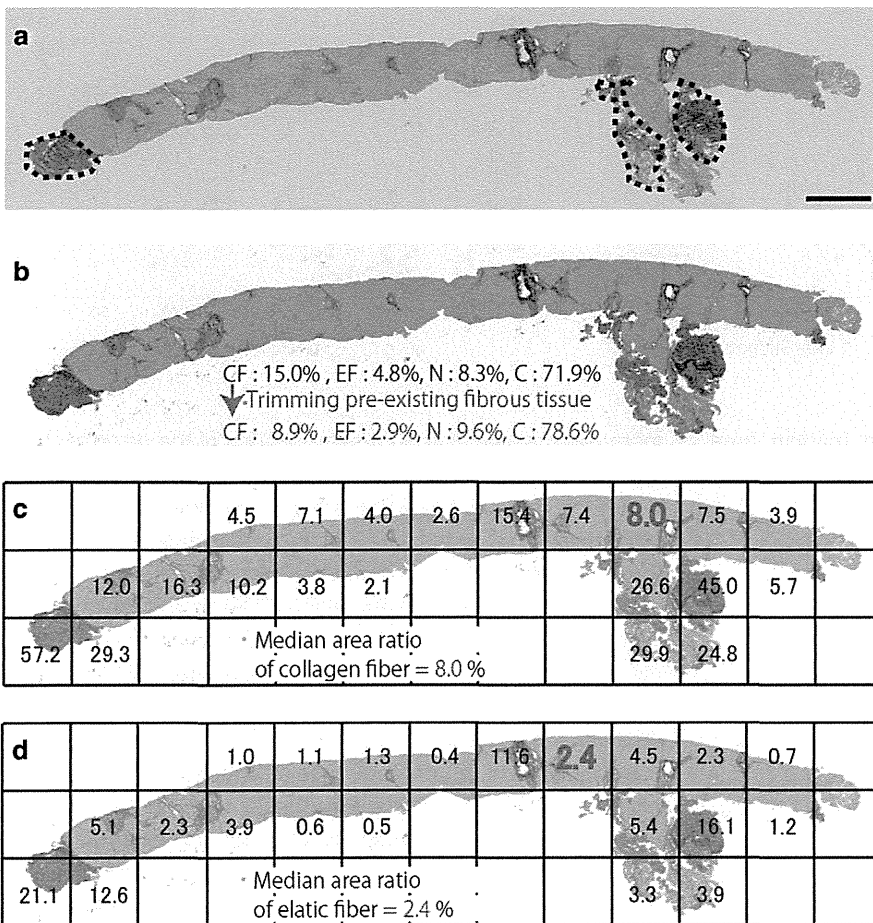 a
b
CF : 15.0% , EF : 4.8%, N : 8.3%, C : 71.9%
Trimming pre-existing fibrous tissue
CF : 8.9% , EF : 2.9%, N : 9.6%, C : 78.6%
c
4.5 7.1 4.0 2.6 15.4 7.4 8.0 7.5 3.9
12.0 16.3 10.2 3.8 2.1 26.6 45.0 5.7
57.2 29.3 29.9 24.8
Median area ratio
of collagen fiber = 8.0 %
d
1.0 1.1 1.3 0.4 11.6 2.4 4.5 2.3 0.7
5.1 2.3 3.9 0.6 0.5 5.4 16.1 1.2
21.1 12.6 3.3 3.9
Median area ratio
of elatic fiber = 2.4 %